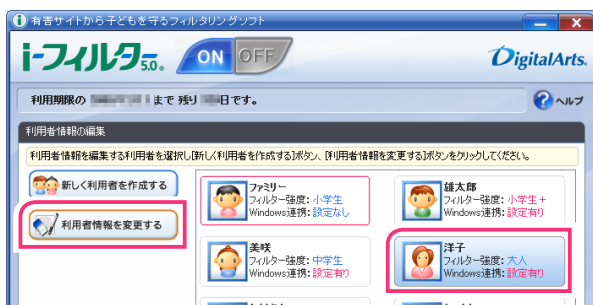 有害サイトから子どもを守るフィルタリングソフト
i-フィルター5.0. ON OFF DigitalArts.
利用期限の まで 残り 日です。 ヘルプ
利用者情報の編集
利用者情報を編集する利用者を選択し[新しく利用者を作成する]ボタン、[利用者情報を変更する]ボタンをクリックしてください。
新しく利用者を作成する
利用者情報を変更する
ファミリー
フィルター強度: 小学生
Windows連携: 設定なし
雄太郎
フィルター強度: 小学生+
Windows連携: 設定有り
美咲
フィルター強度: 中学生
Windows連携: 設定有り
洋子
フィルター強度: 大人
Windows連携: 設定有り